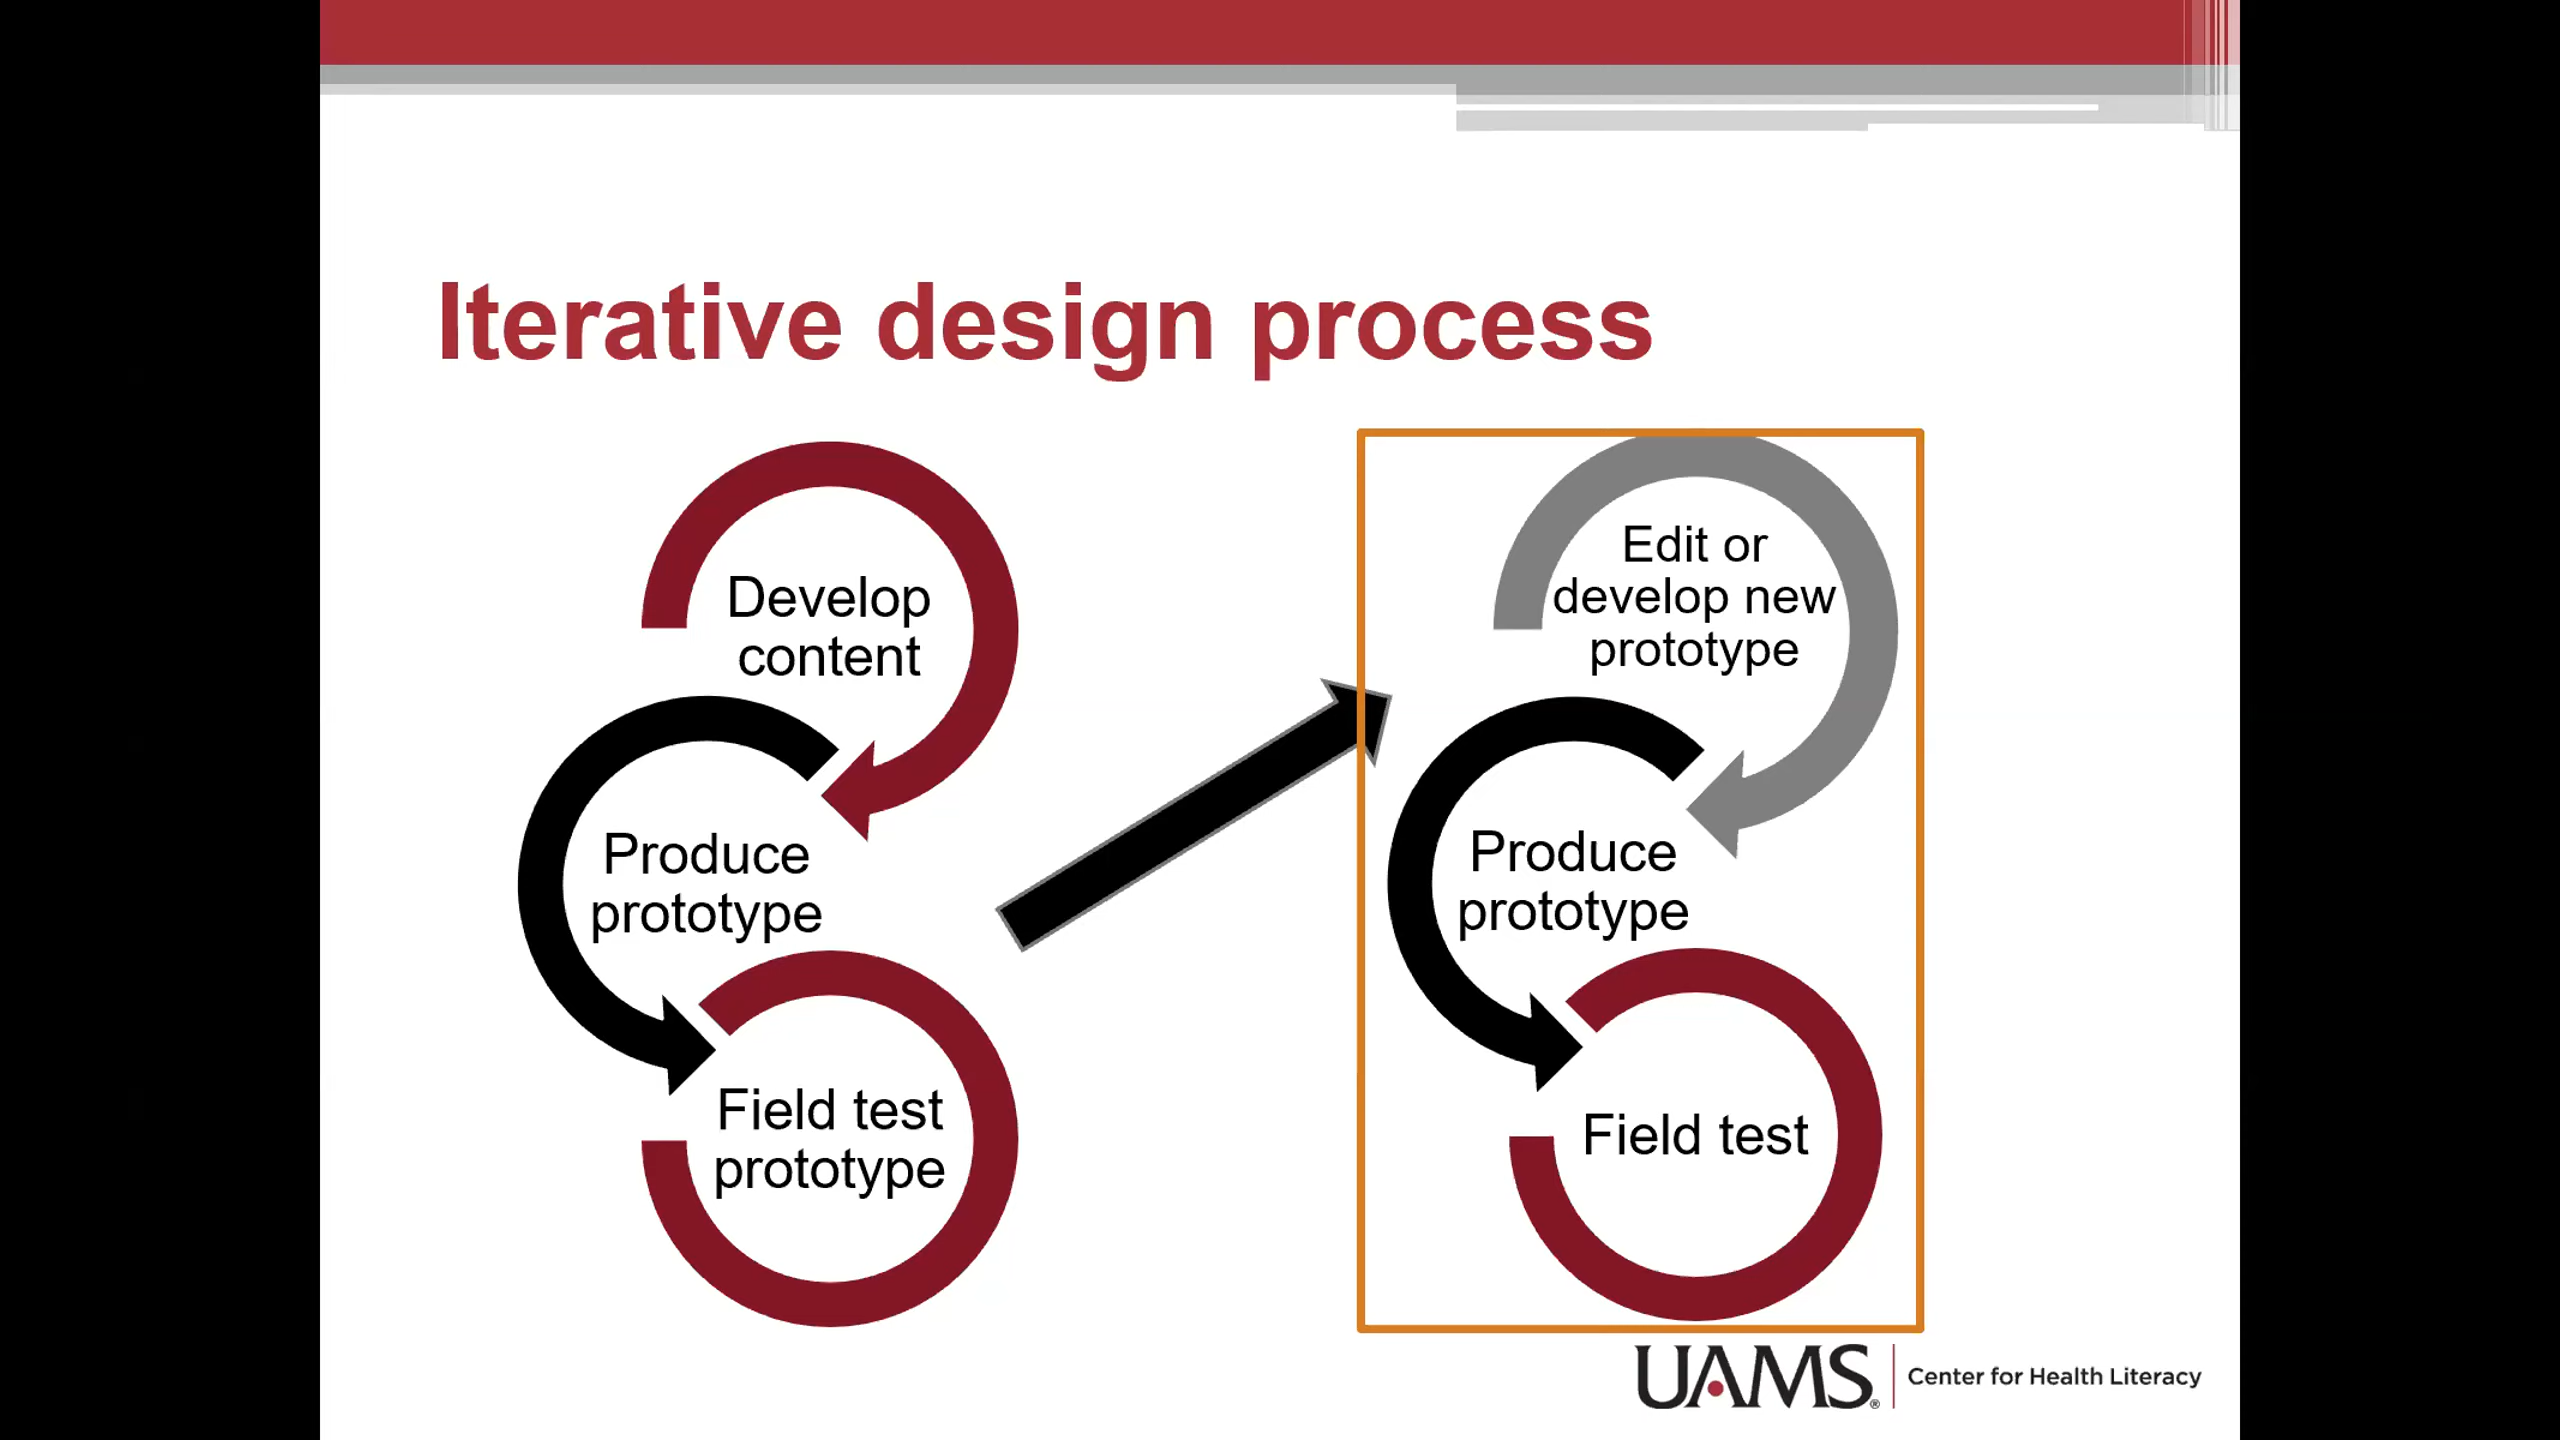 Iterative design process
Develop
content
Produce
prototype
Field test
prototype
Edit or
develop new
prototype
Produce
prototype
Field test
UAMS® Center for Health Literacy